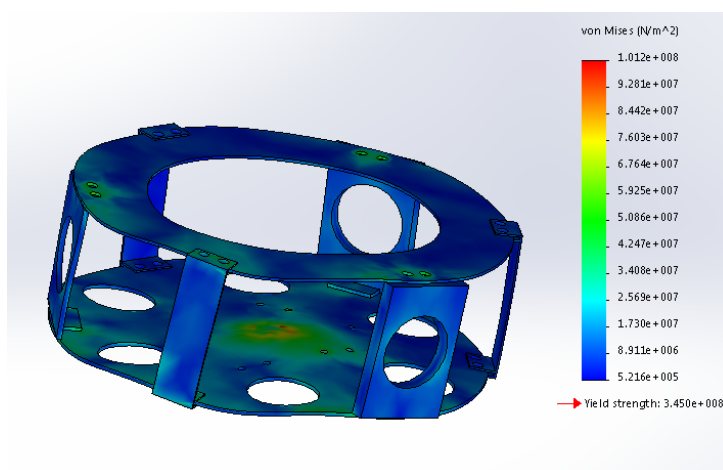 von Mises (N/m^2)
1.012e+008
9.281e+007
8.442e+007
7.603e+007
6.764e+007
5.925e+007
5.086e+007
4.247e+007
3.408e+007
2.569e+007
1.730e+007
8.911e+006
5.216e+005
Yield strength: 3.450e+008